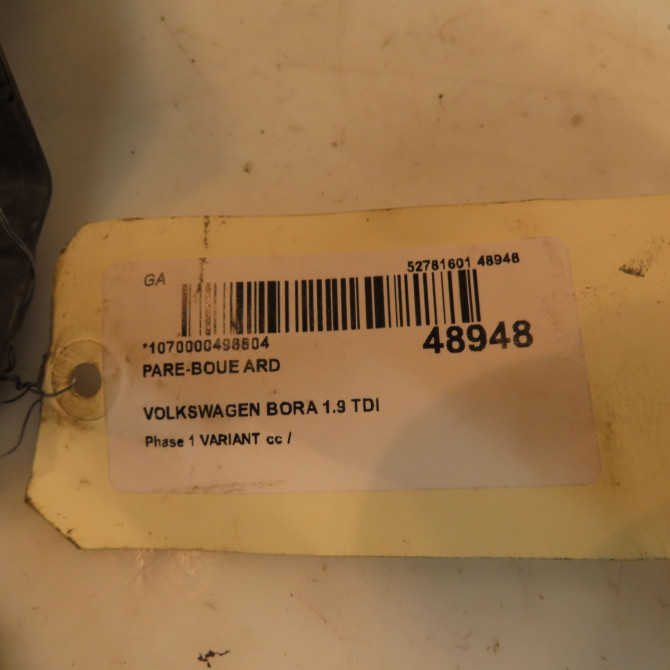 GA
52781601 48948
*1070000498804
48948
PARE-BOUE ARD
VOLKSWAGEN BORA 1.9 TDI
Phase 1 VARIANT cc /